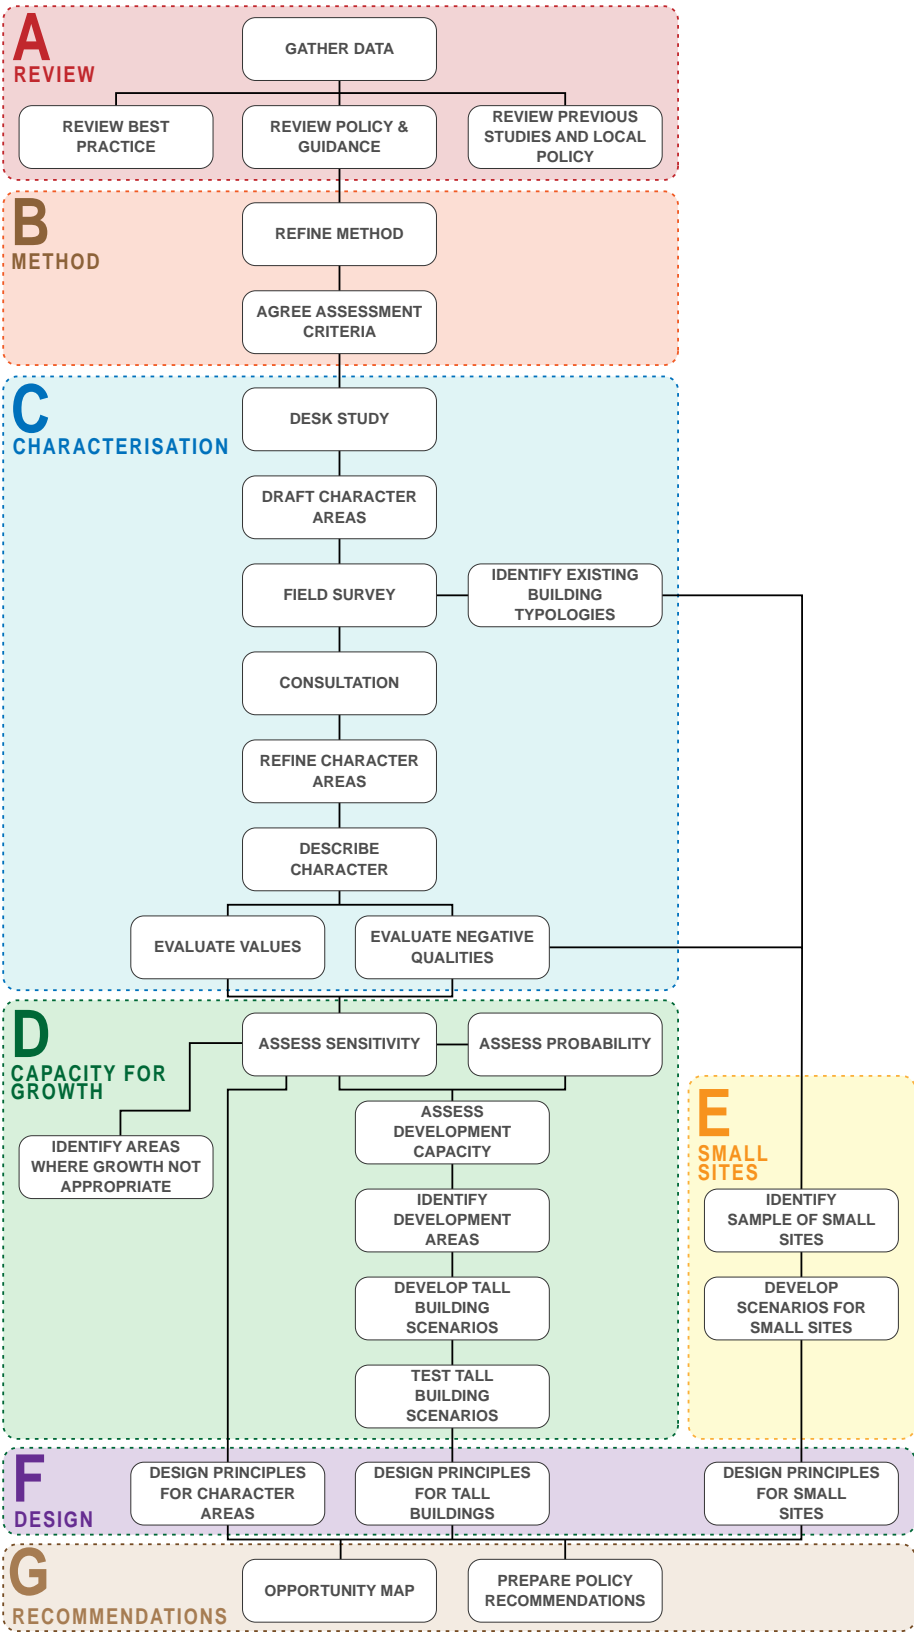 A
REVIEW
GATHER DATA
REVIEW BEST
PRACTICE
REVIEW POLICY &
GUIDANCE
REVIEW PREVIOUS
STUDIES AND LOCAL
POLICY
B
METHOD
REFINE METHOD
AGREE ASSESSMENT
CRITERIA
C
CHARACTERISATION
DESK STUDY
DRAFT CHARACTER
AREAS
FIELD SURVEY
IDENTIFY EXISTING
BUILDING
TYPOLOGIES
CONSULTATION
REFINE CHARACTER
AREAS
DESCRIBE
CHARACTER
EVALUATE VALUES
EVALUATE NEGATIVE
QUALITIES
D
CAPACITY FOR
GROWTH
ASSESS SENSITIVITY
ASSESS PROBABILITY
IDENTIFY AREAS
WHERE GROWTH NOT
APPROPRIATE
ASSESS
DEVELOPMENT
CAPACITY
IDENTIFY
DEVELOPMENT
AREAS
DEVELOP TALL
BUILDING
SCENARIOS
TEST TALL
BUILDING
SCENARIOS
E
SMALL
SITES
IDENTIFY
SAMPLE OF SMALL
SITES
DEVELOP
SCENARIOS FOR
SMALL SITES
F
DESIGN
DESIGN PRINCIPLES
FOR CHARACTER
AREAS
DESIGN PRINCIPLES
FOR TALL
BUILDINGS
DESIGN PRINCIPLES
FOR SMALL
SITES
G
RECOMMENDATIONS
OPPORTUNITY MAP
PREPARE POLICY
RECOMMENDATIONS